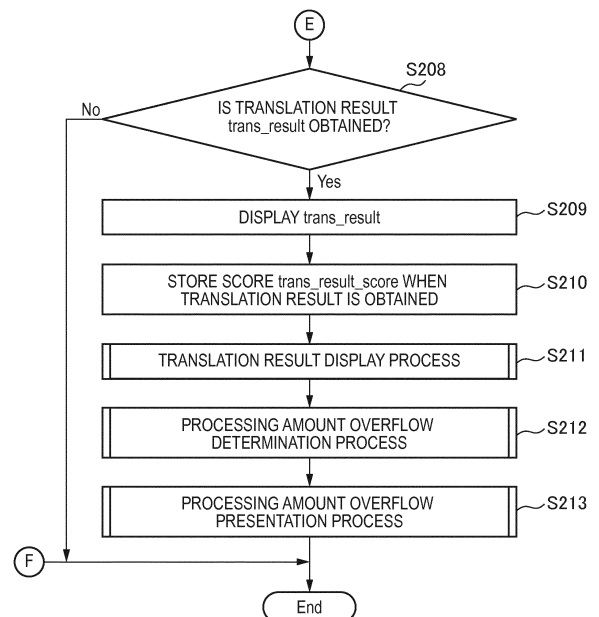 E
S208
IS TRANSLATION RESULT
trans_result OBTAINED?
No
Yes
DISPLAY trans_result
S209
STORE SCORE trans_result_score WHEN
TRANSLATION RESULT IS OBTAINED
S210
TRANSLATION RESULT DISPLAY PROCESS
S211
PROCESSING AMOUNT OVERFLOW
DETERMINATION PROCESS
S212
PROCESSING AMOUNT OVERFLOW
PRESENTATION PROCESS
S213
F
End